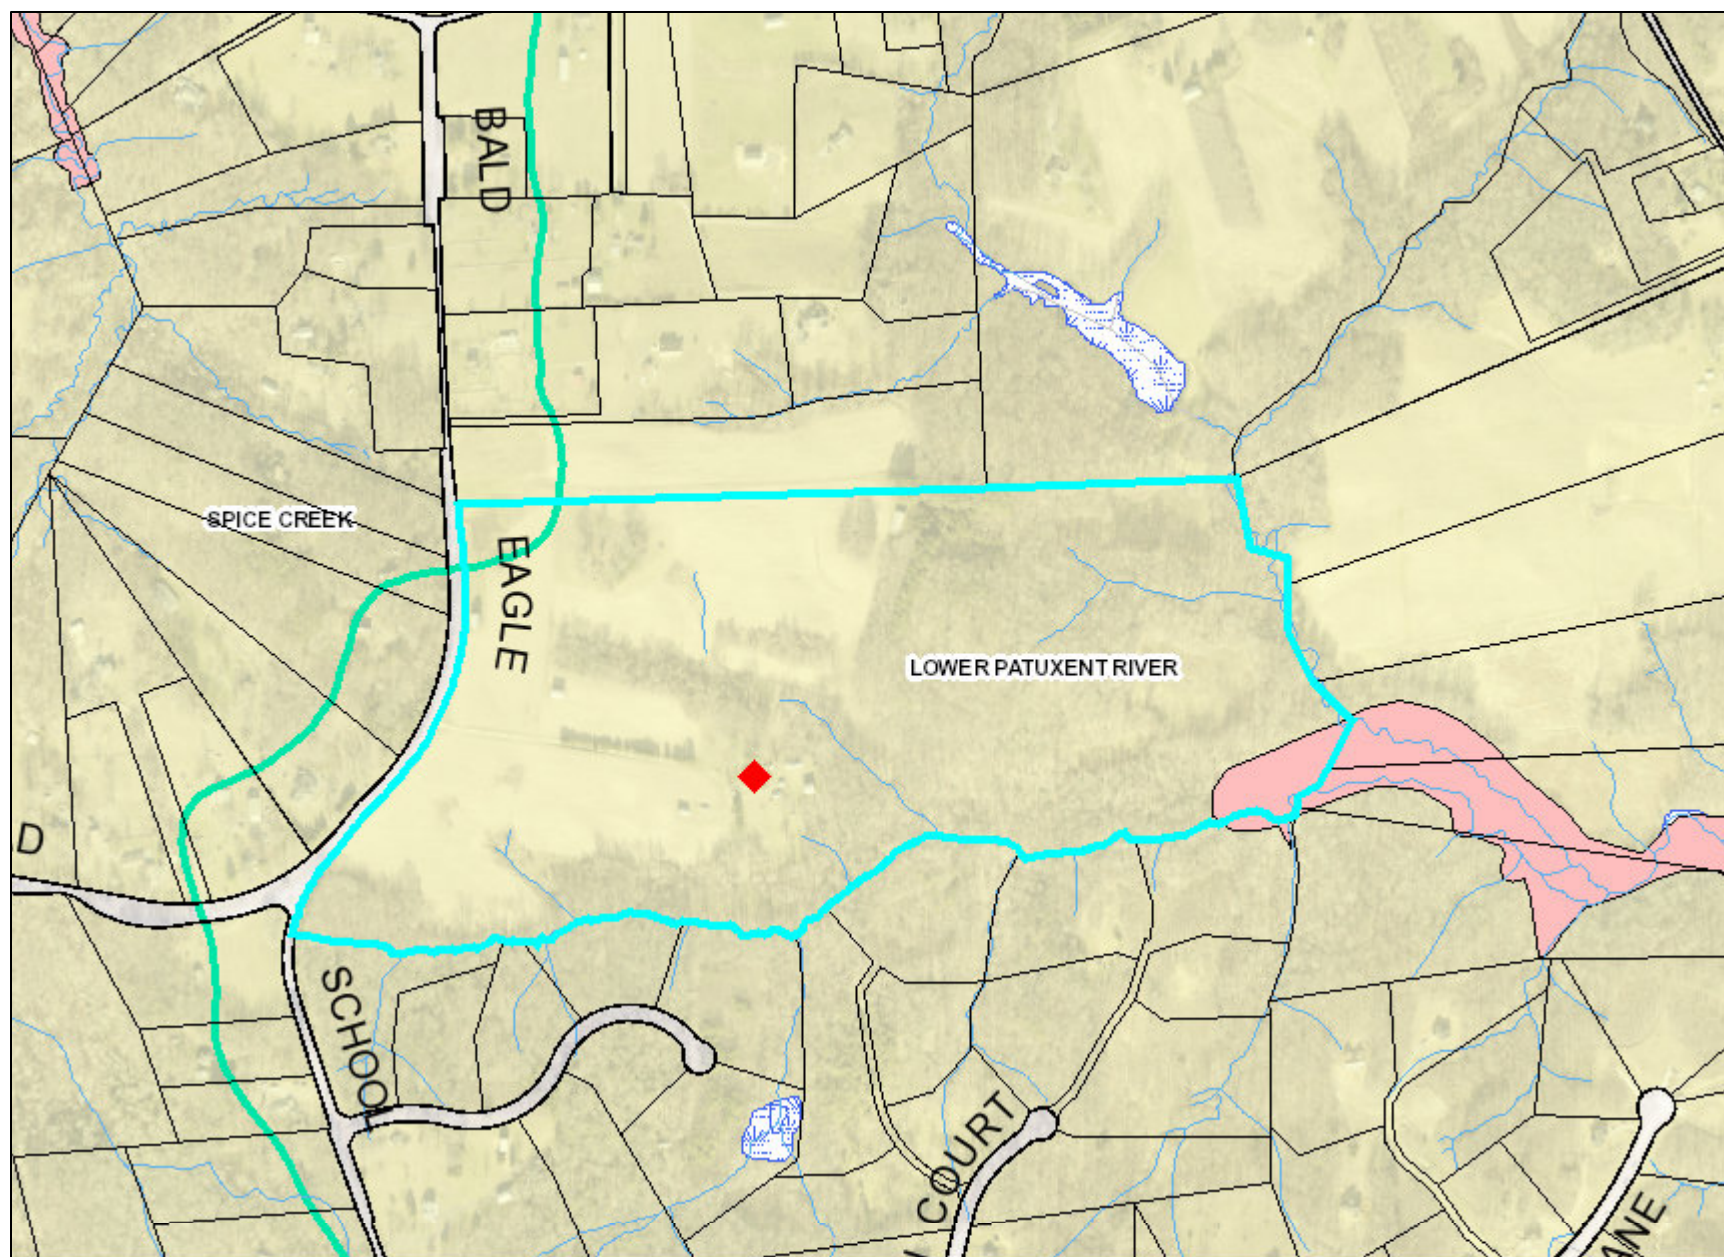 BALD
SPICE CREEK
EAGLE
LOWER PATUXENT RIVER
D
SCHOOL
COURT
ANE